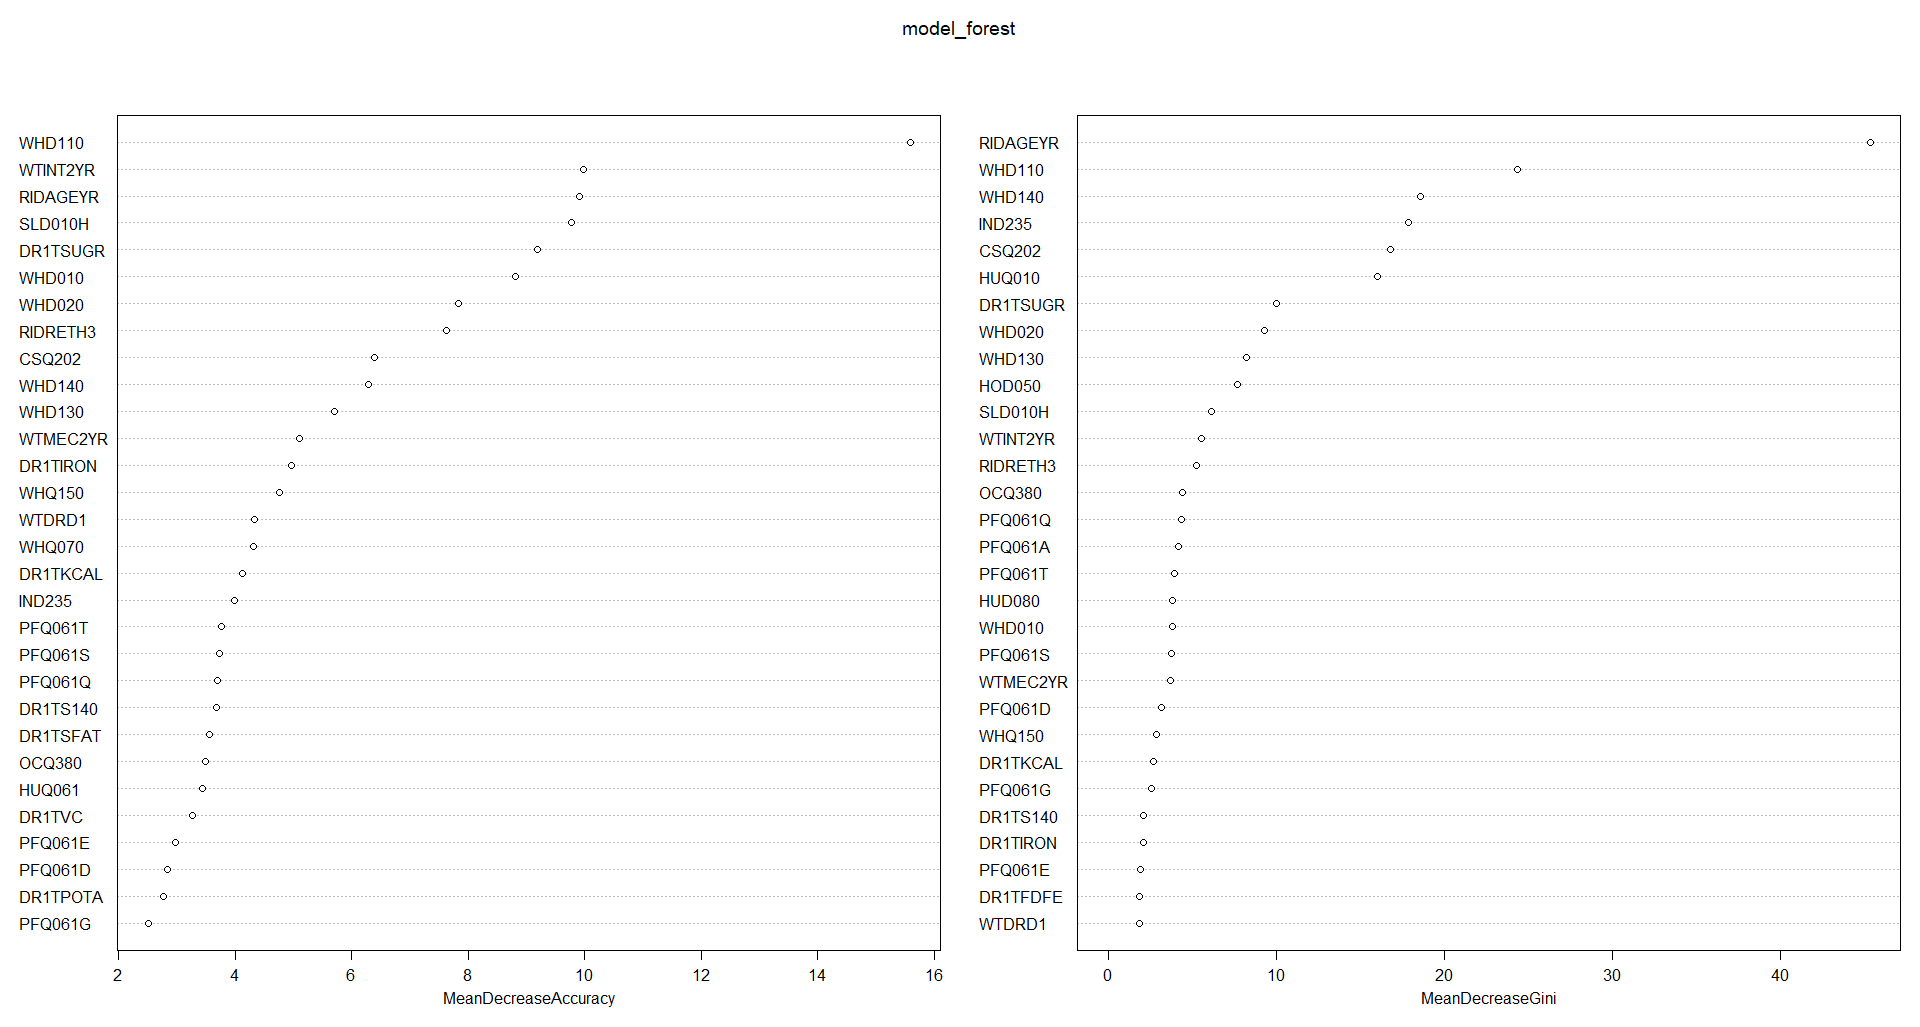 model_forest
WHD110
WTINT2YR
RIDAGEYR
SLD010H
DR1TSUGR
WHD010
WHD020
RIDRETH3
CSQ202
WHD140
WHD130
WTMEC2YR
DR1TIRON
WHQ150
WTDRD1
WHQ070
DR1TKCAL
IND235
PFQ061T
PFQ061S
PFQ061Q
DR1TS140
DR1TSFAT
OCQ380
HUQ061
DR1TVC
PFQ061E
PFQ061D
DR1TPOTA
PFQ061G
2 4 6 8 10 12 14 16
MeanDecreaseAccuracy
RIDAGEYR
WHD110
WHD140
IND235
CSQ202
HUQ010
DR1TSUGR
WHD020
WHD130
HOD050
SLD010H
WTINT2YR
RIDRETH3
OCQ380
PFQ061Q
PFQ061A
PFQ061T
HUD080
WHD010
PFQ061S
WTMEC2YR
PFQ061D
WHQ150
DR1TKCAL
PFQ061G
DR1TS140
DR1TIRON
PFQ061E
DR1TFDFE
WTDRD1
0 10 20 30 40
MeanDecreaseGini